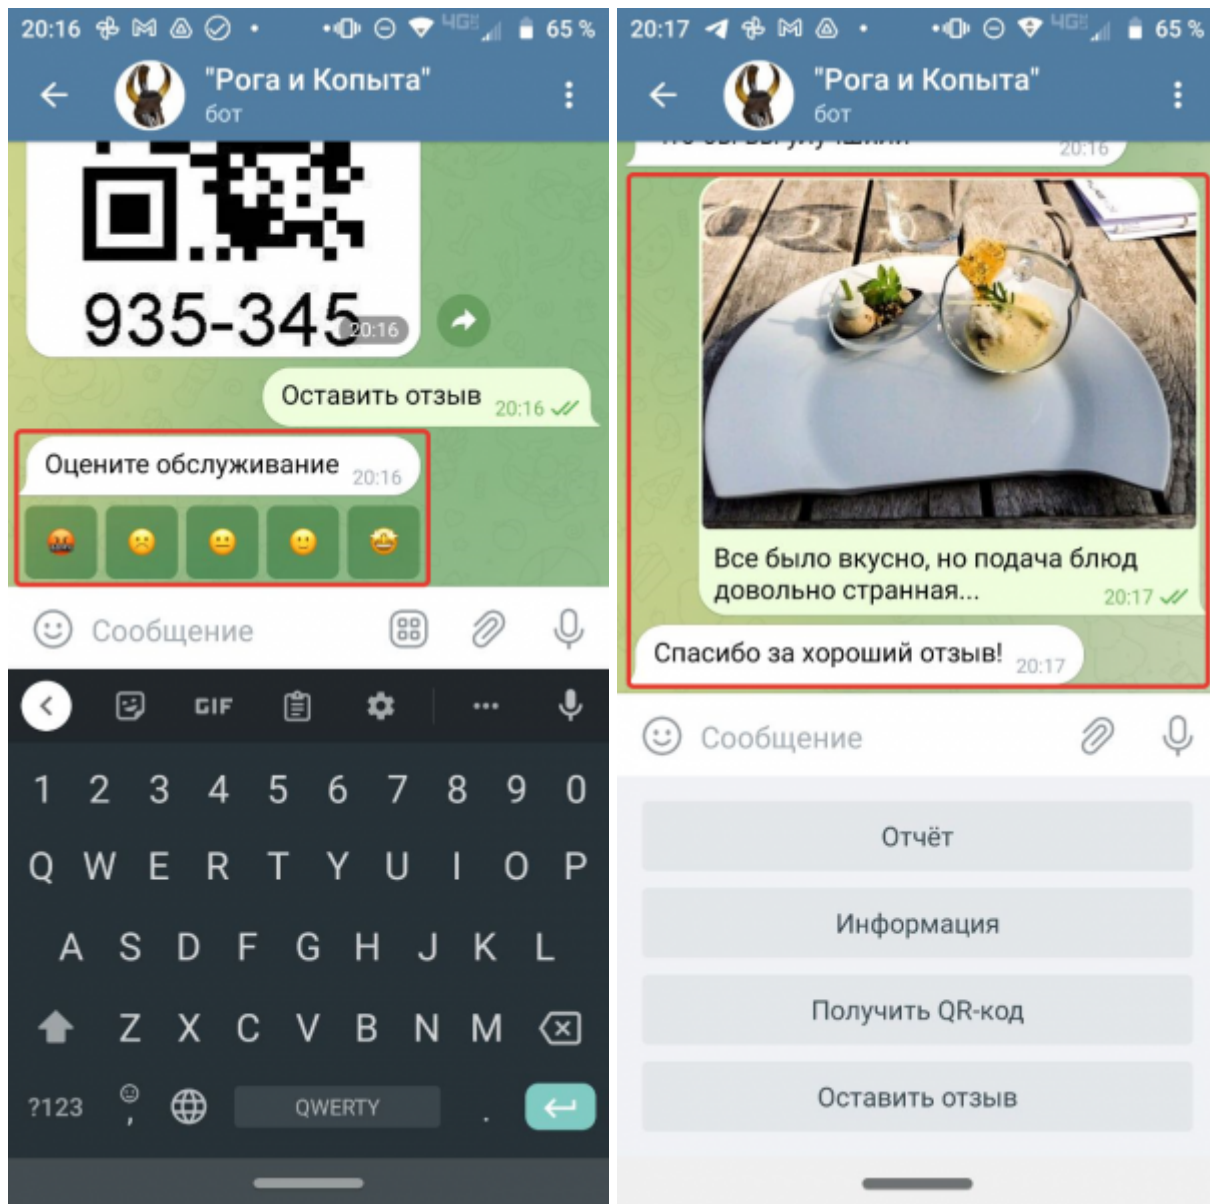 20:16
4G
65 %
"Рога и Копыта"
бот
935-345
20:16
Оставить отзыв
20:16
Оцените обслуживание
20:16
Сообщение
GIF
1 2 3 4 5 6 7 8 9 0
Q W E R T Y U I O P
A S D F G H J K L
Z X C V B N M
?123
,
QWERTY
.
20:17
4G
65 %
"Рога и Копыта"
бот
20:16
Все было вкусно, но подача блюд
довольно странная...
20:17
Спасибо за хороший отзыв!
20:17
Сообщение
Отчёт
Информация
Получить QR-код
Оставить отзыв